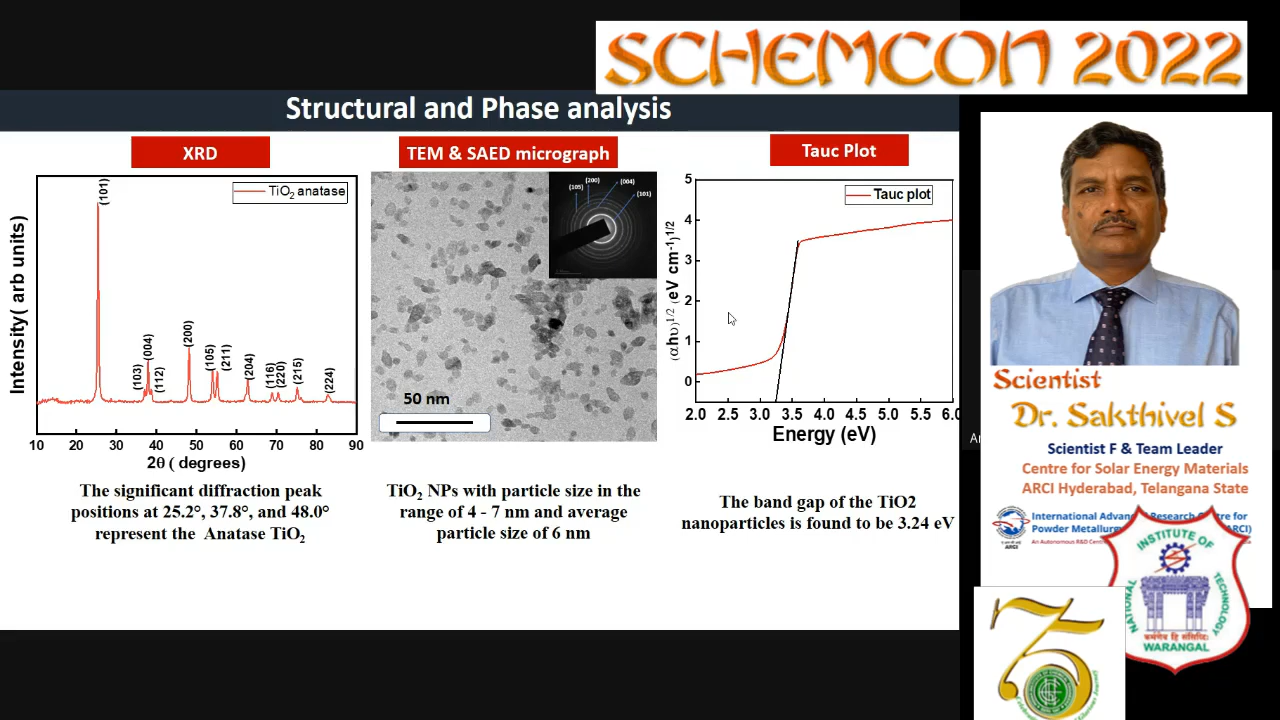 SCHEMCON 2022
Structural and Phase analysis
XRD
TEM & SAED micrograph
Tauc Plot
TiO2 anatase
(101)
(103)
(004)
(112)
(200)
(105)
(211)
(204)
(116)
(220)
(215)
(224)
Intensity( arb units)
10 20 30 40 50 60 70 80 90
2θ ( degrees)
(105)
(200)
(004)
(101)
50 nm
Tauc plot
5
4
3
2
1
0
(αhυ)1/2 (eV cm-1)1/2
2.0 2.5 3.0 3.5 4.0 4.5 5.0 5.5 6.0
Energy (eV)
The significant diffraction peak
positions at 25.2°, 37.8°, and 48.0°
represent the Anatase TiO2
TiO2 NPs with particle size in the
range of 4 - 7 nm and average
particle size of 6 nm
The band gap of the TiO2
nanoparticles is found to be 3.24 eV
Scientist
Dr. Sakthivel S
Scientist F & Team Leader
Centre for Solar Energy Materials
ARCI Hyderabad, Telangana State
International Advanced Research Centre for
Powder Metallurgy (ARCI)
ARCI
An Autonomous R&D
NATIONAL INSTITUTE OF TECHNOLOGY
WARANGAL
75